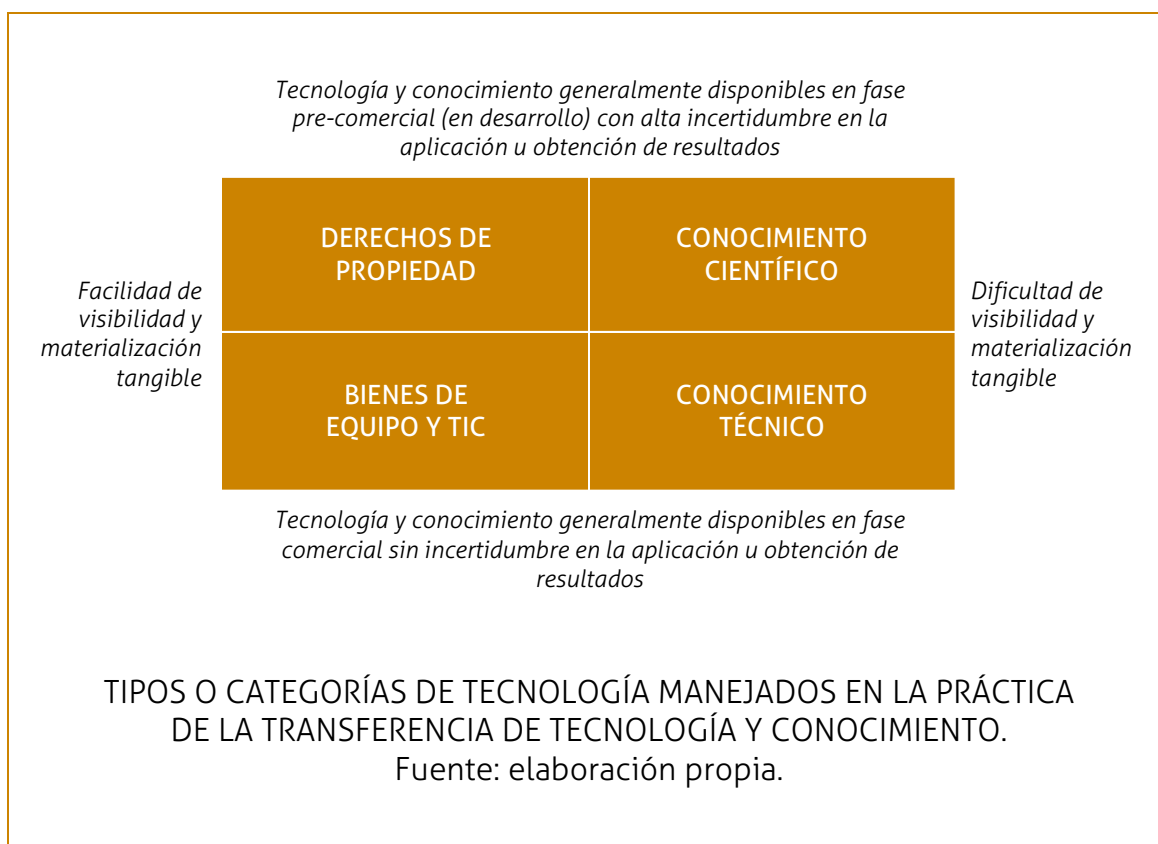 Tecnología y conocimiento generalmente disponibles en fase
pre-comercial (en desarrollo) con alta incertidumbre en la
aplicación u obtención de resultados
DERECHOS DE
PROPIEDAD
CONOCIMIENTO
CIENTÍFICO
Facilidad de
visibilidad y
materialización
tangible
Dificultad de
visibilidad y
materialización
tangible
BIENES DE
EQUIPO Y TIC
CONOCIMIENTO
TÉCNICO
Tecnología y conocimiento generalmente disponibles en fase
comercial sin incertidumbre en la aplicación u obtención de
resultados
TIPOS O CATEGORÍAS DE TECNOLOGÍA MANEJADOS EN LA PRÁCTICA
DE LA TRANSFERENCIA DE TECNOLOGÍA Y CONOCIMIENTO.
Fuente: elaboración propia.